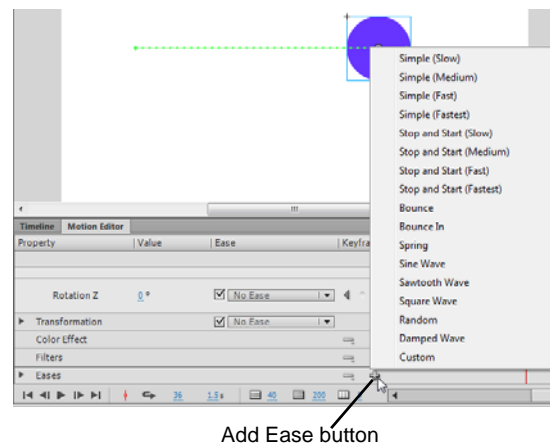 Simple (Slow)
Simple (Medium)
Simple (Fast)
Simple (Fastest)
Stop and Start (Slow)
Stop and Start (Medium)
Stop and Start (Fast)
Stop and Start (Fastest)
Bounce
Bounce In
Spring
Sine Wave
Sawtooth Wave
Square Wave
Random
Damped Wave
Custom
Timeline Motion Editor
Property Value Ease Keyfra
Rotation Z 0 ° No Ease
Transformation No Ease
Color Effect
Filters
Eases
36 1.5 s 40 200
Add Ease button